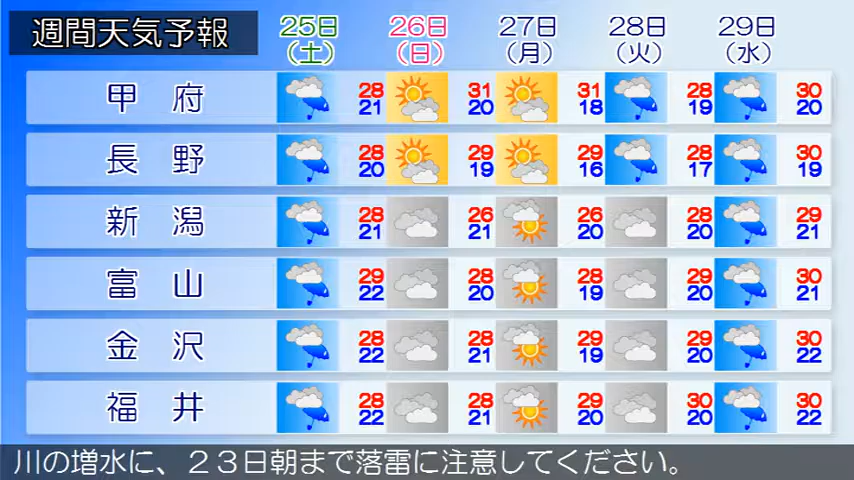 週間天気予報 25日 26日 27日 28日 29日
(土) (日) (月) (火) (水)
甲府 28 31 31 28 30
21 20 18 19 20
長野 28 29 29 28 30
20 19 16 17 19
新潟 28 26 26 28 29
21 21 20 20 21
富山 29 28 28 29 30
22 20 19 20 21
金沢 28 28 29 29 30
22 21 19 20 22
福井 28 28 29 30 30
22 21 20 20 22
川の増水に、２３日朝まで落雷に注意してください。